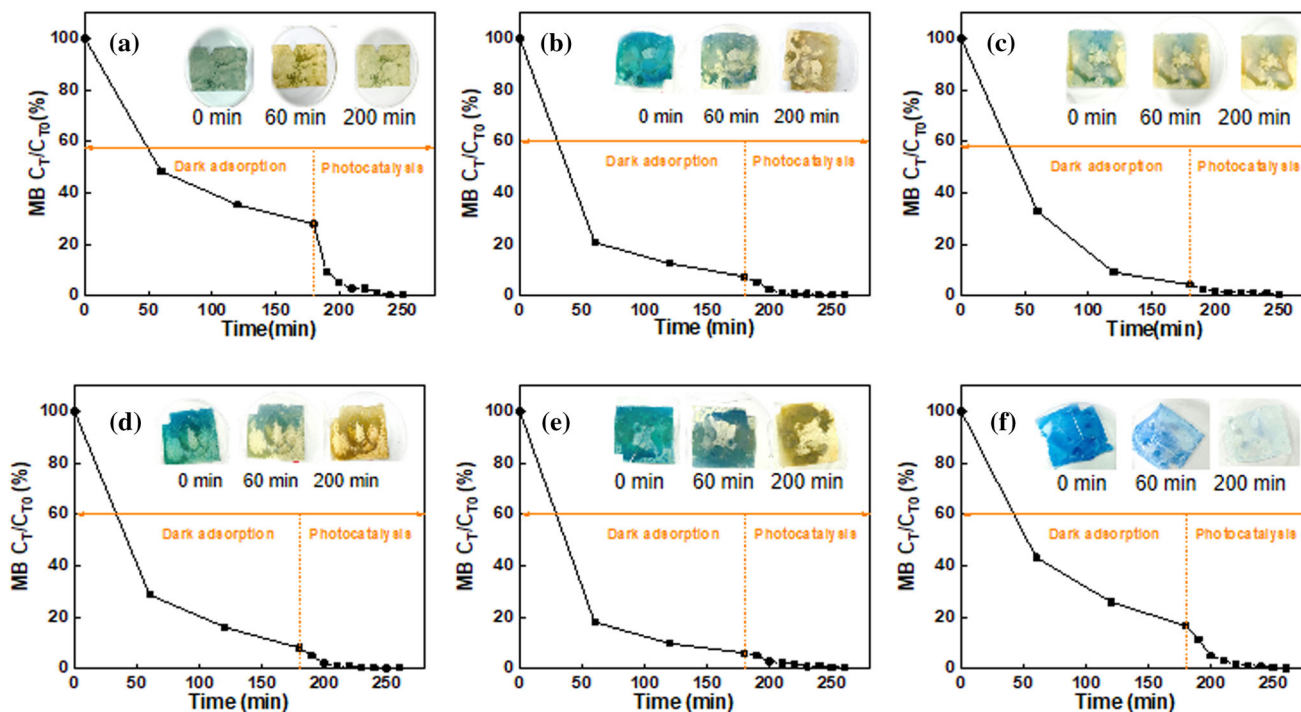 (a)
0 min 60 min 200 min
Dark adsorption Photocatalysis
MB C_T/C_T0 (%)
100
80
60
40
20
0
0 50 100 150 200 250
Time(min)
(b)
0 min 60 min 200 min
Dark adsorption Photocatalysis
MB C_T/C_T0 (%)
100
80
60
40
20
0
0 50 100 150 200 250
Time (min)
(c)
0 min 60 min 200 min
Dark adsorption Photocatalysis
MB C_T/C_T0 (%)
100
80
60
40
20
0
0 50 100 150 200 250
Time(min)
(d)
0 min 60 min 200 min
Dark adsorption Photocatalysis
MB C_T/C_T0 (%)
100
80
60
40
20
0
0 50 100 150 200 250
Time (min)
(e)
0 min 60 min 200 min
Dark adsorption Photocatalysis
MB C_T/C_T0 (%)
100
80
60
40
20
0
0 50 100 150 200 250
Time (min)
(f)
0 min 60 min 200 min
Dark adsorption Photocatalysis
MB C_T/C_T0 (%)
100
80
60
40
20
0
0 50 100 150 200 250
Time (min)